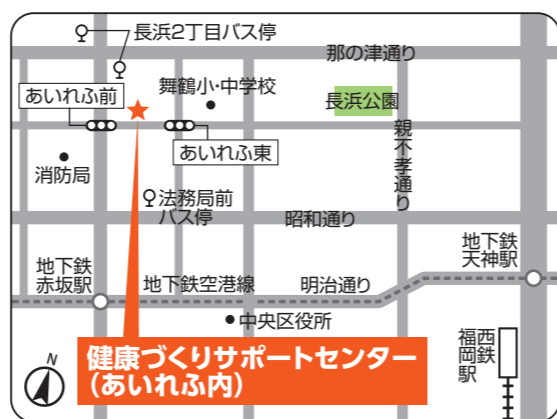 長浜2丁目バス停
那の津通り
舞鶴小・中学校
あいれふ前
長浜公園
あいれふ東
親不孝通り
消防局
法務局前
バス停
昭和通り
地下鉄
天神駅
地下鉄
赤坂駅
地下鉄空港線
明治通り
中央区役所
健康づくりサポートセンター
(あいれふ内)
西鉄
福岡駅
N